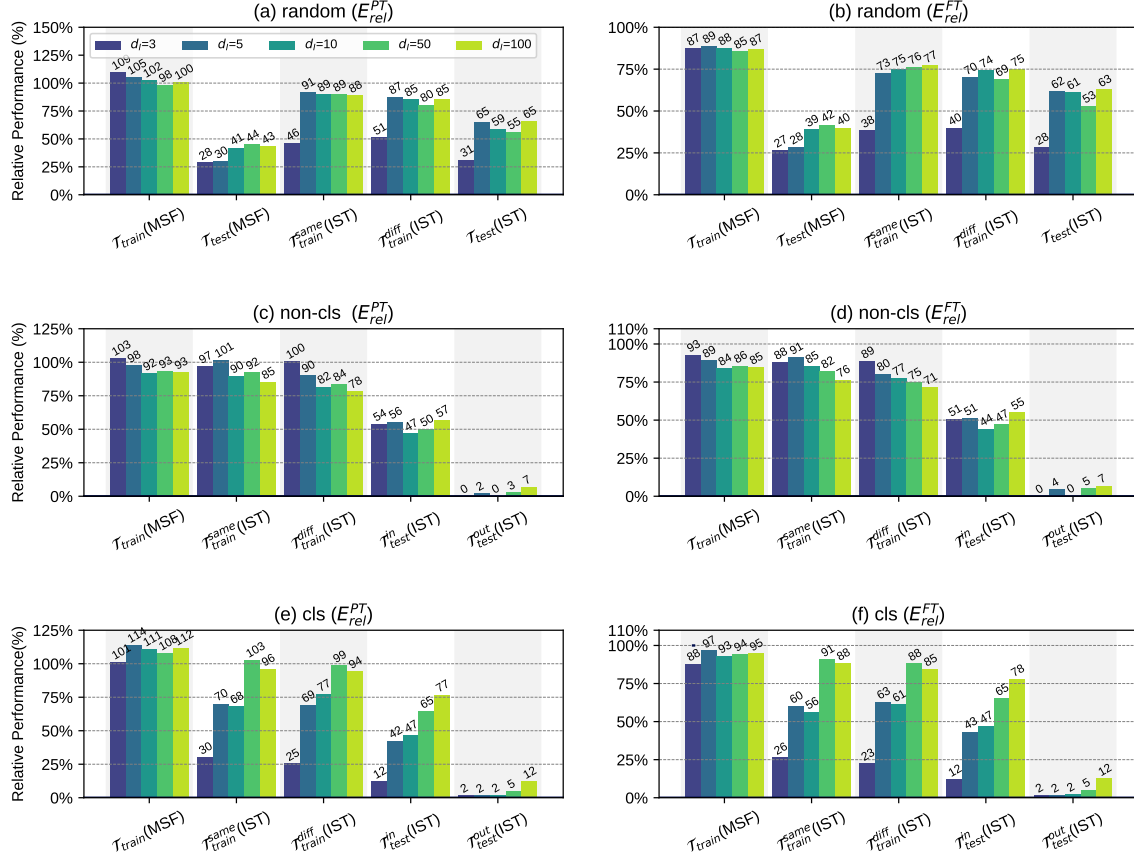 (a) random (E_rel^PT)
Relative Performance (%)
150%
125%
100%
75%
50%
25%
0%
d_l=3 d_l=5 d_l=10 d_l=50 d_l=100
109 105 102 98 100
28 30 41 44 43
46 91 89 89 88
51 87 85 80 85
31 65 59 55 65
T_train(MSF) T_test(MSF) T_train^same(IST) T_train^diff(IST) T_test(IST)
(b) random (E_rel^FT)
100%
75%
50%
25%
0%
87 89 88 85 87
27 28 39 42 40
38 73 75 76 77
40 70 74 69 75
28 62 61 53 63
T_train(MSF) T_test(MSF) T_train^same(IST) T_train^diff(IST) T_test(IST)
(c) non-cls (E_rel^PT)
Relative Performance (%)
125%
100%
75%
50%
25%
0%
103 98 92 93 93
97 101 90 92 85
100 90 82 84 78
54 56 47 50 57
0 2 0 3 7
T_train(MSF) T_train^same(IST) T_train^diff(IST) T_test^in(IST) T_test^out(IST)
(d) non-cls (E_rel^FT)
110%
100%
75%
50%
25%
0%
93 89 84 86 85
88 91 85 82 76
89 80 77 75 71
51 51 44 47 55
0 4 0 5 7
T_train(MSF) T_train^same(IST) T_train^diff(IST) T_test^in(IST) T_test^out(IST)
(e) cls (E_rel^PT)
Relative Performance(%)
125%
100%
75%
50%
25%
0%
101 114 111 108 112
30 70 68 103 96
25 69 77 99 94
12 42 47 65 77
2 2 2 5 12
T_train(MSF) T_train^same(IST) T_train^diff(IST) T_test^in(IST) T_test^out(IST)
(f) cls (E_rel^FT)
110%
100%
75%
50%
25%
0%
88 97 93 94 95
26 60 56 91 88
23 63 61 88 85
12 43 47 65 78
2 2 2 5 12
T_train(MSF) T_train^same(IST) T_train^diff(IST) T_test^in(IST) T_test^out(IST)